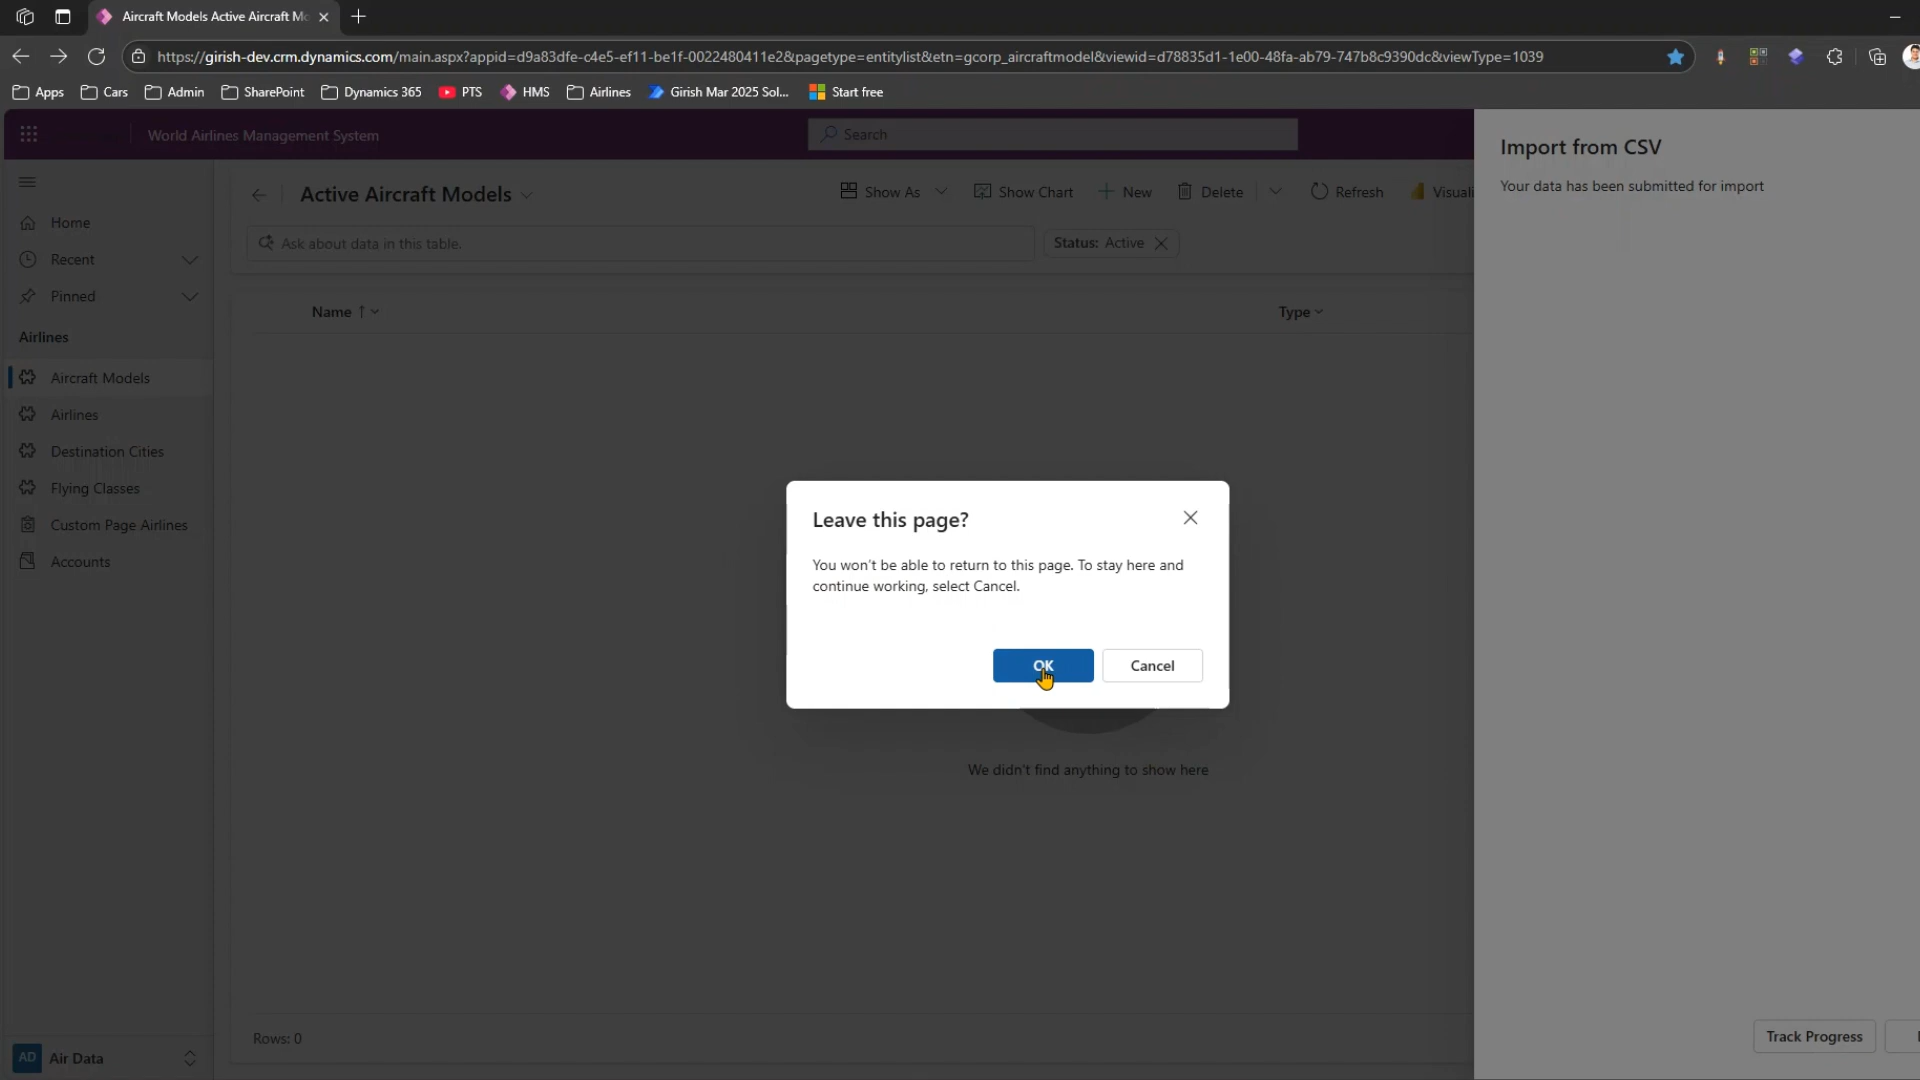 Aircraft Models Active Aircraft Mo
https://girish-dev.crm.dynamics.com/main.aspx?appid=d9a83dfe-c4e5-ef11-be1f-0022480411e2&pagetype=entitylist&etn=gcorp_aircraftmodel&viewid=d78835d1-1e00-48fa-ab79-747b8c9390dc&viewType=1039
Apps Cars Admin SharePoint Dynamics 365 PTS HMS Airlines Girish Mar 2025 Sol... Start free
World Airlines Management System
Search
Import from CSV
Your data has been submitted for import
Active Aircraft Models
Show As Show Chart New Delete Refresh Visuali
Ask about data in this table.
Status: Active
Home
Recent
Pinned
Airlines
Aircraft Models
Airlines
Destination Cities
Flying Classes
Custom Page Airlines
Accounts
Name Type
Leave this page?
You won't be able to return to this page. To stay here and
continue working, select Cancel.
OK Cancel
We didn't find anything to show here
Rows: 0
Track Progress
AD Air Data